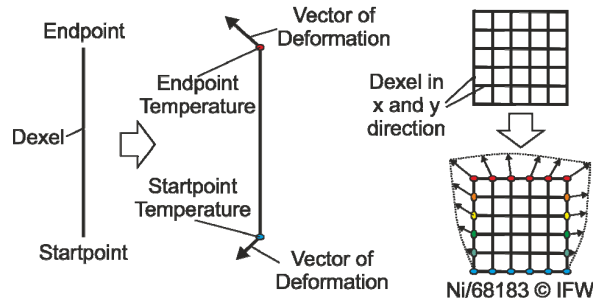 Endpoint
Dexel
Startpoint
Vector of
Deformation
Endpoint
Temperature
Startpoint
Temperature
Vector of
Deformation
Dexel in
x and y
direction
Ni/68183 © IFW